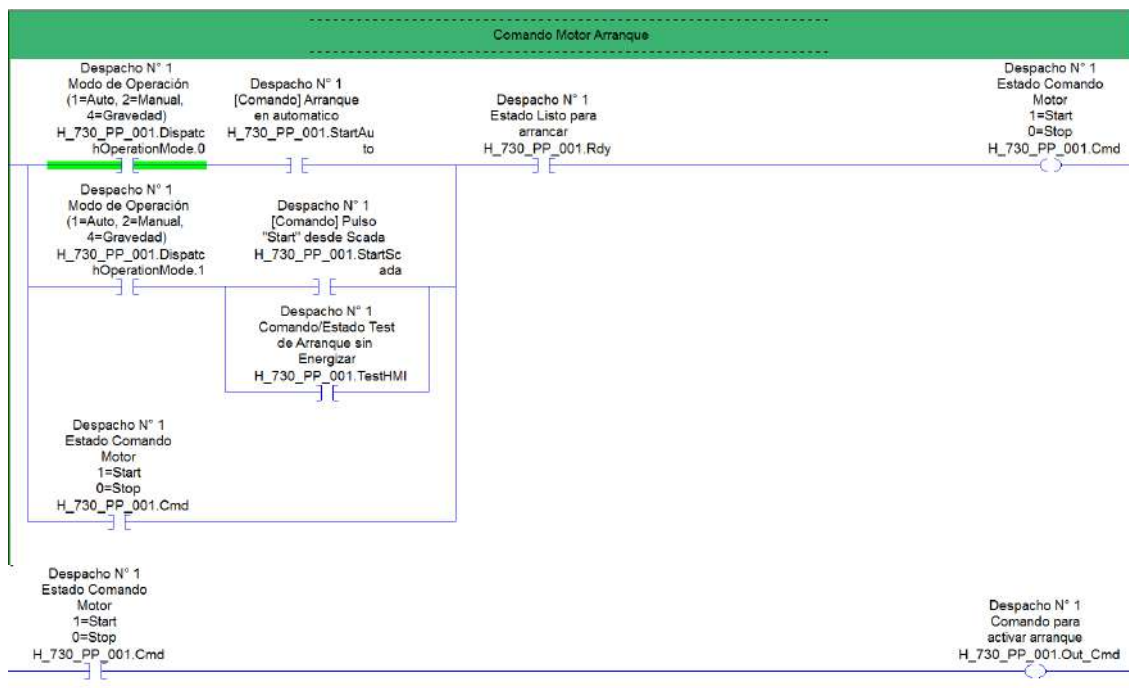 Comando Motor Arranque
Despacho N° 1
Modo de Operación
(1=Auto, 2=Manual,
4=Gravedad)
H_730_PP_001.Dispatc
hOperationMode.0
Despacho N° 1
[Comando] Arranque
en automatico
H_730_PP_001.StartAu
to
Despacho N° 1
Estado Listo para
arrancar
H_730_PP_001.Rdy
Despacho N° 1
Estado Comando
Motor
1=Start
0=Stop
H_730_PP_001.Cmd
Despacho N° 1
Modo de Operación
(1=Auto, 2=Manual,
4=Gravedad)
H_730_PP_001.Dispatc
hOperationMode.1
Despacho N° 1
[Comando] Pulso
"Start" desde Scada
H_730_PP_001.StartSc
ada
Despacho N° 1
Comando/Estado Test
de Arranque sin
Energizar
H_730_PP_001.TestHMI
Despacho N° 1
Estado Comando
Motor
1=Start
0=Stop
H_730_PP_001.Cmd
Despacho N° 1
Estado Comando
Motor
1=Start
0=Stop
H_730_PP_001.Cmd
Despacho N° 1
Comando para
activar arranque
H_730_PP_001.Out_Cmd